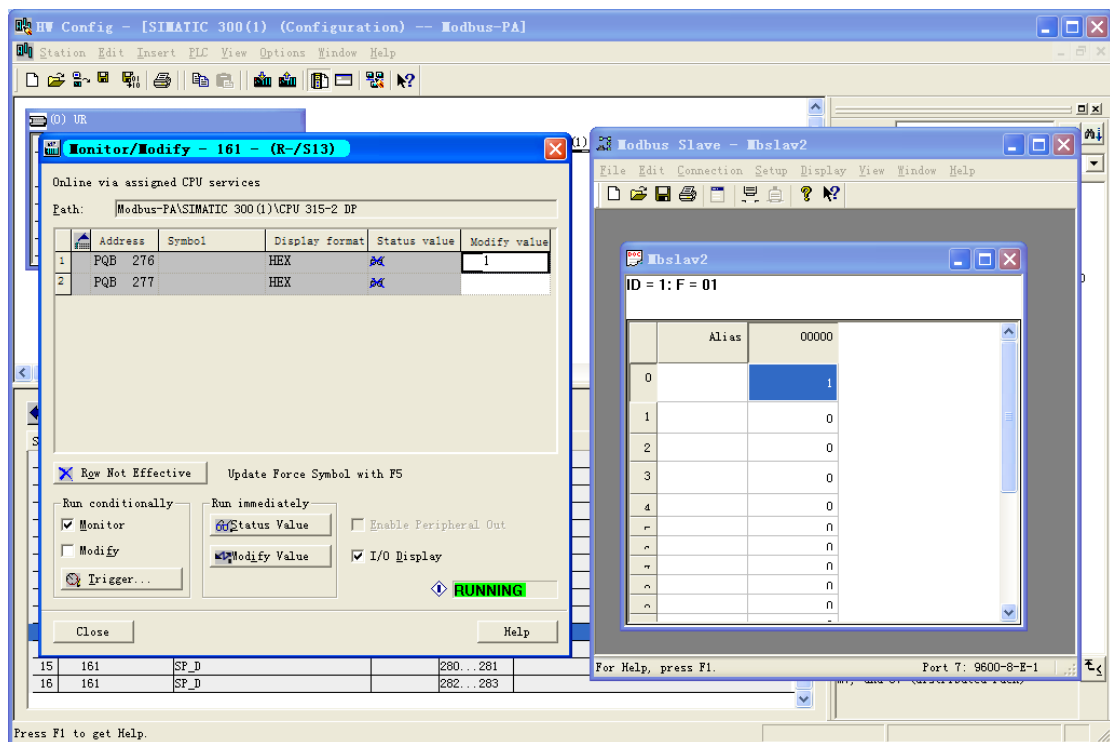 HW Config - [SIMATIC 300(1) (Configuration) -- Modbus-PA]
Station Edit Insert PLC View Options Window Help
(0) UR
Monitor/Modify - 161 - (R-/S13)
Online via assigned CPU services
Path: Modbus-PA\SIMATIC 300(1)\CPU 315-2 DP
Address Symbol Display format Status value Modify value
1 PQB 276 HEX 1
2 PQB 277 HEX
Row Not Effective Update Force Symbol with F5
Run conditionally Run immediately
Monitor Status Value Enable Peripheral Out
Modify Modify Value I/O Display
Trigger...
RUNNING
Close Help
15 161 SP_D 280...281
16 161 SP_D 282...283
Press F1 to get Help.
Modbus Slave - Mbslav2
File Edit Connection Setup Display View Window Help
Mbslav2
ID = 1: F = 01
Alias 00000
0 1
1 0
2 0
3 0
4 0
0
0
0
0
0
For Help, press F1. Port 7: 9600-8-E-1